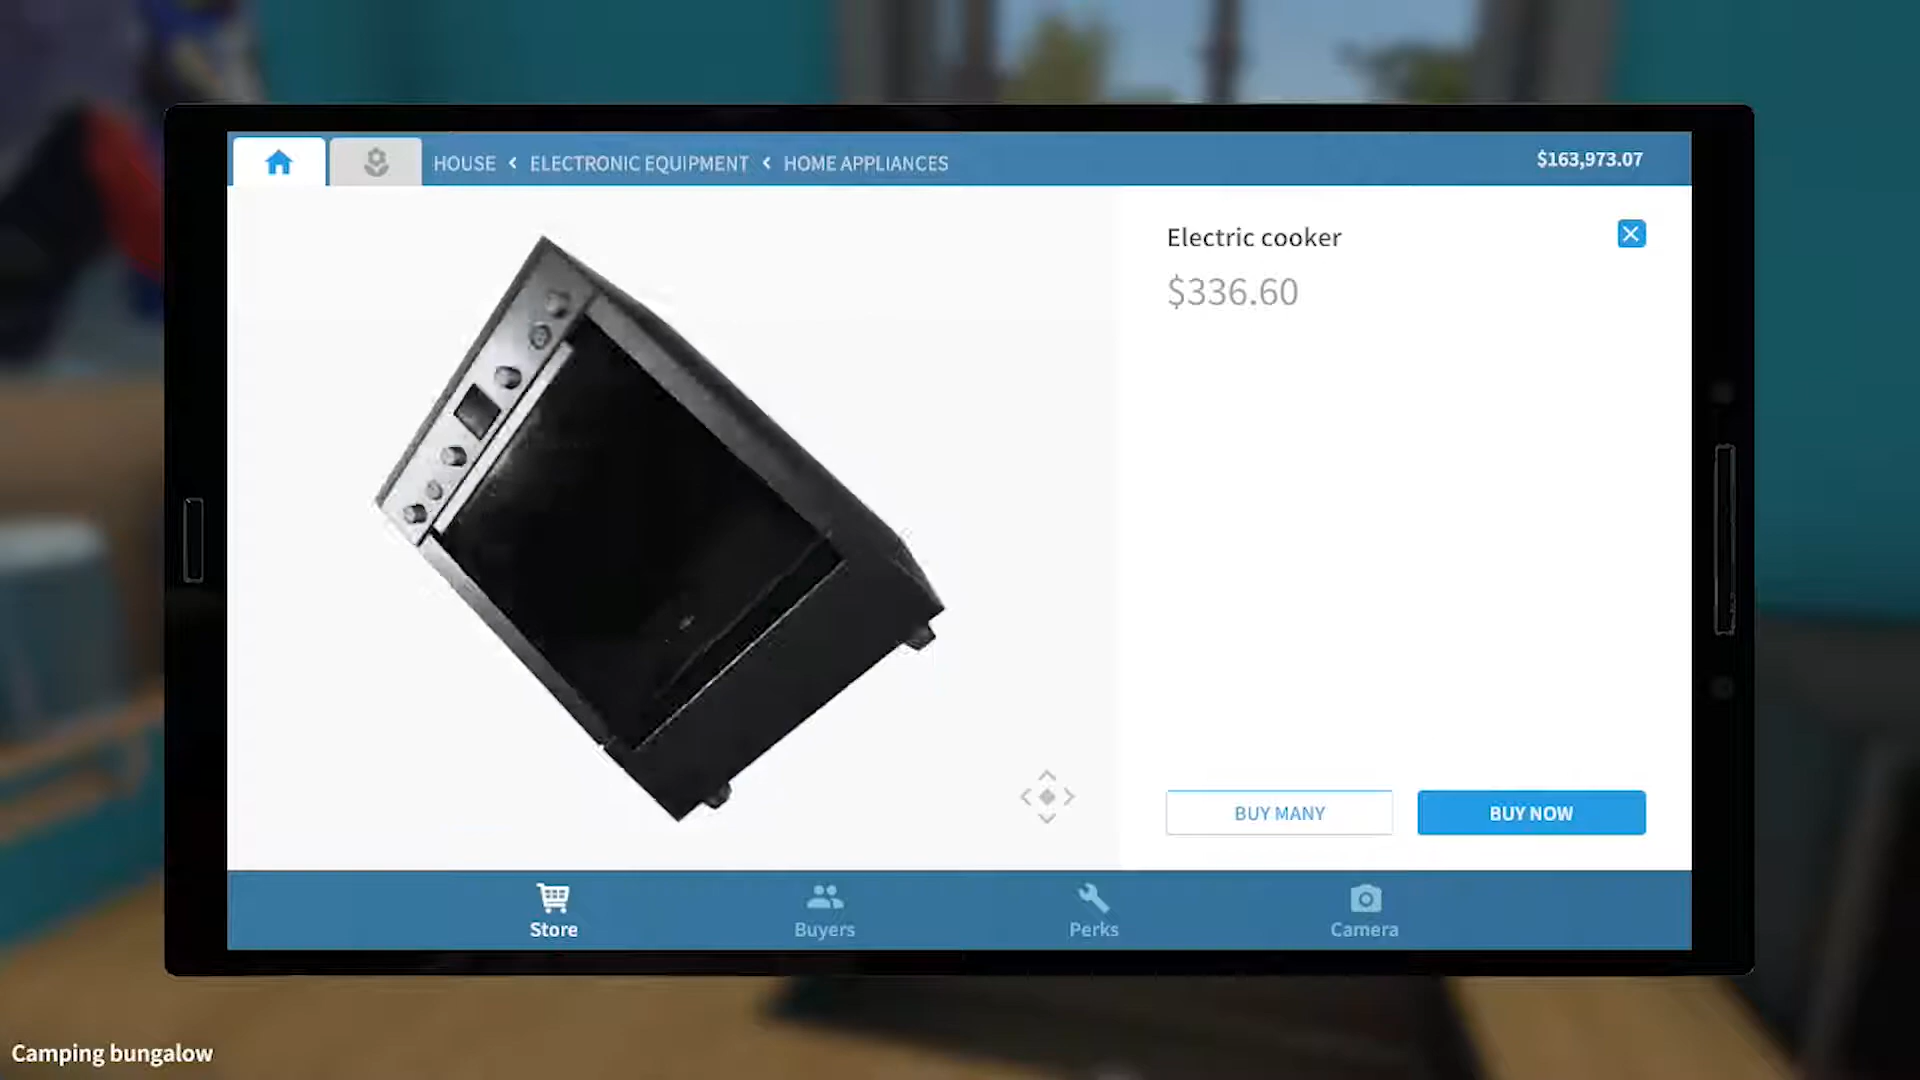 HOUSE < ELECTRONIC EQUIPMENT < HOME APPLIANCES
$163,973.07
Electric cooker
$336.60
BUY MANY
BUY NOW
Store
Buyers
Perks
Camera
Camping bungalow